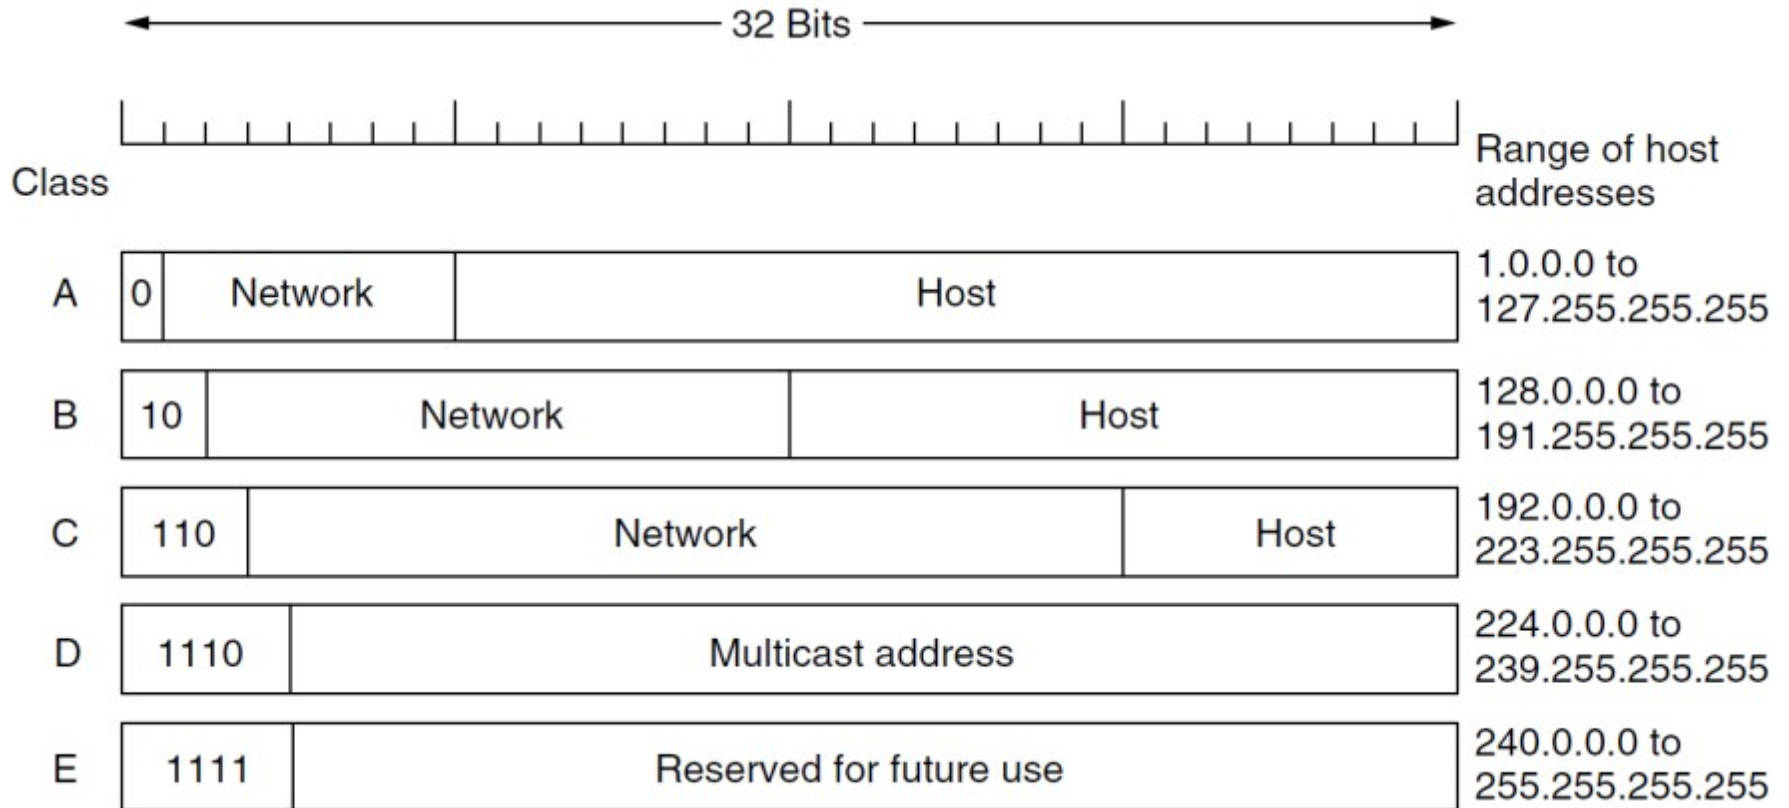 32 Bits
Range of host
addresses
Class
A
0
Network
Host
1.0.0.0 to
127.255.255.255
B
10
Network
Host
128.0.0.0 to
191.255.255.255
C
110
Network
Host
192.0.0.0 to
223.255.255.255
D
1110
Multicast address
224.0.0.0 to
239.255.255.255
E
1111
Reserved for future use
240.0.0.0 to
255.255.255.255